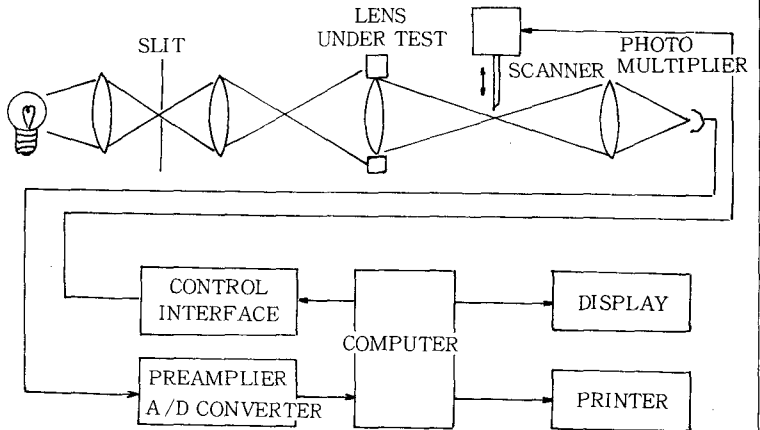 LENS
UNDER TEST
SLIT
SCANNER
PHOTO
MULTIPLIER
CONTROL
INTERFACE
COMPUTER
DISPLAY
PREAMPLIER
A/D CONVERTER
PRINTER